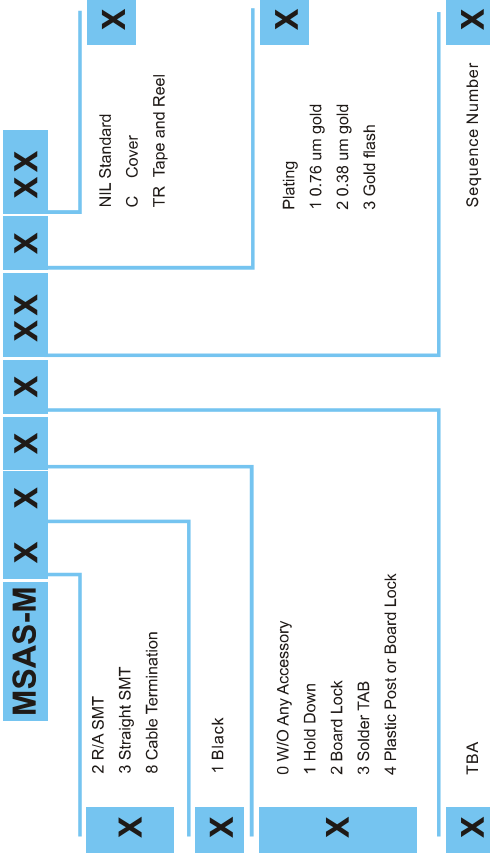 MSAS-M X X X X XX X XX
X
2 R/A SMT
3 Straight SMT
8 Cable Termination
X
1 Black
X
0 W/O Any Accessory
1 Hold Down
2 Board Lock
3 Solder TAB
4 Plastic Post or Board Lock
X
TBA
NIL Standard
C Cover
TR Tape and Reel
X
Plating
1 0.76 um gold
2 0.38 um gold
3 Gold flash
X
Sequence Number
X